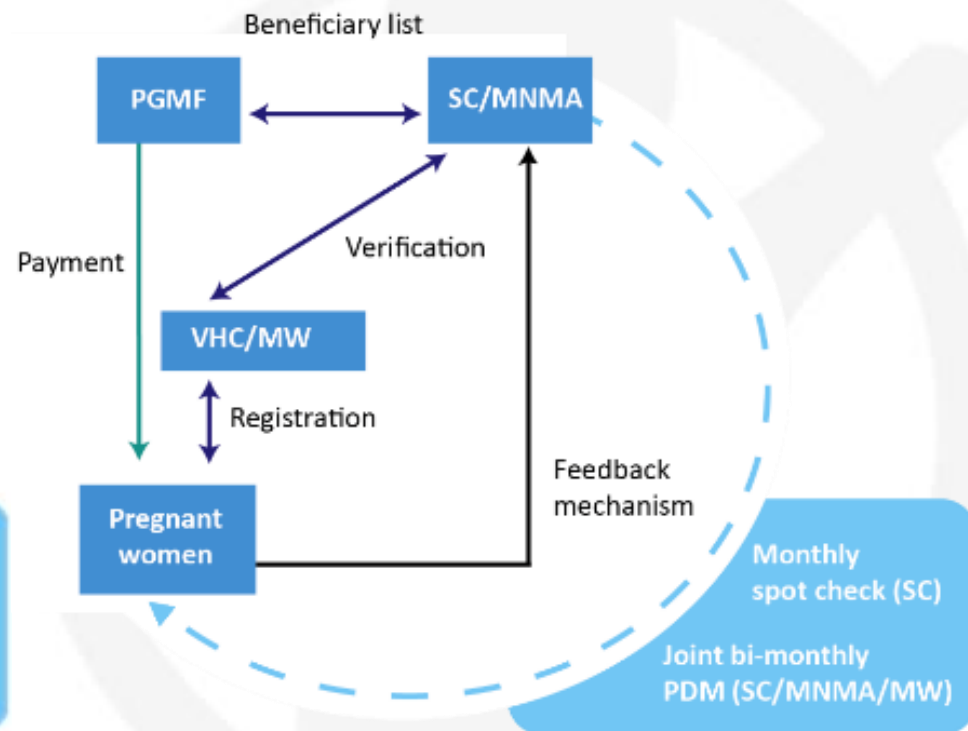 Beneficiary list
PGMF
SC/MNMA
Payment
Verification
VHC/MW
Registration
Pregnant
women
Feedback
mechanism
Monthly
spot check (SC)
Joint bi-monthly
PDM (SC/MNMA/MW)